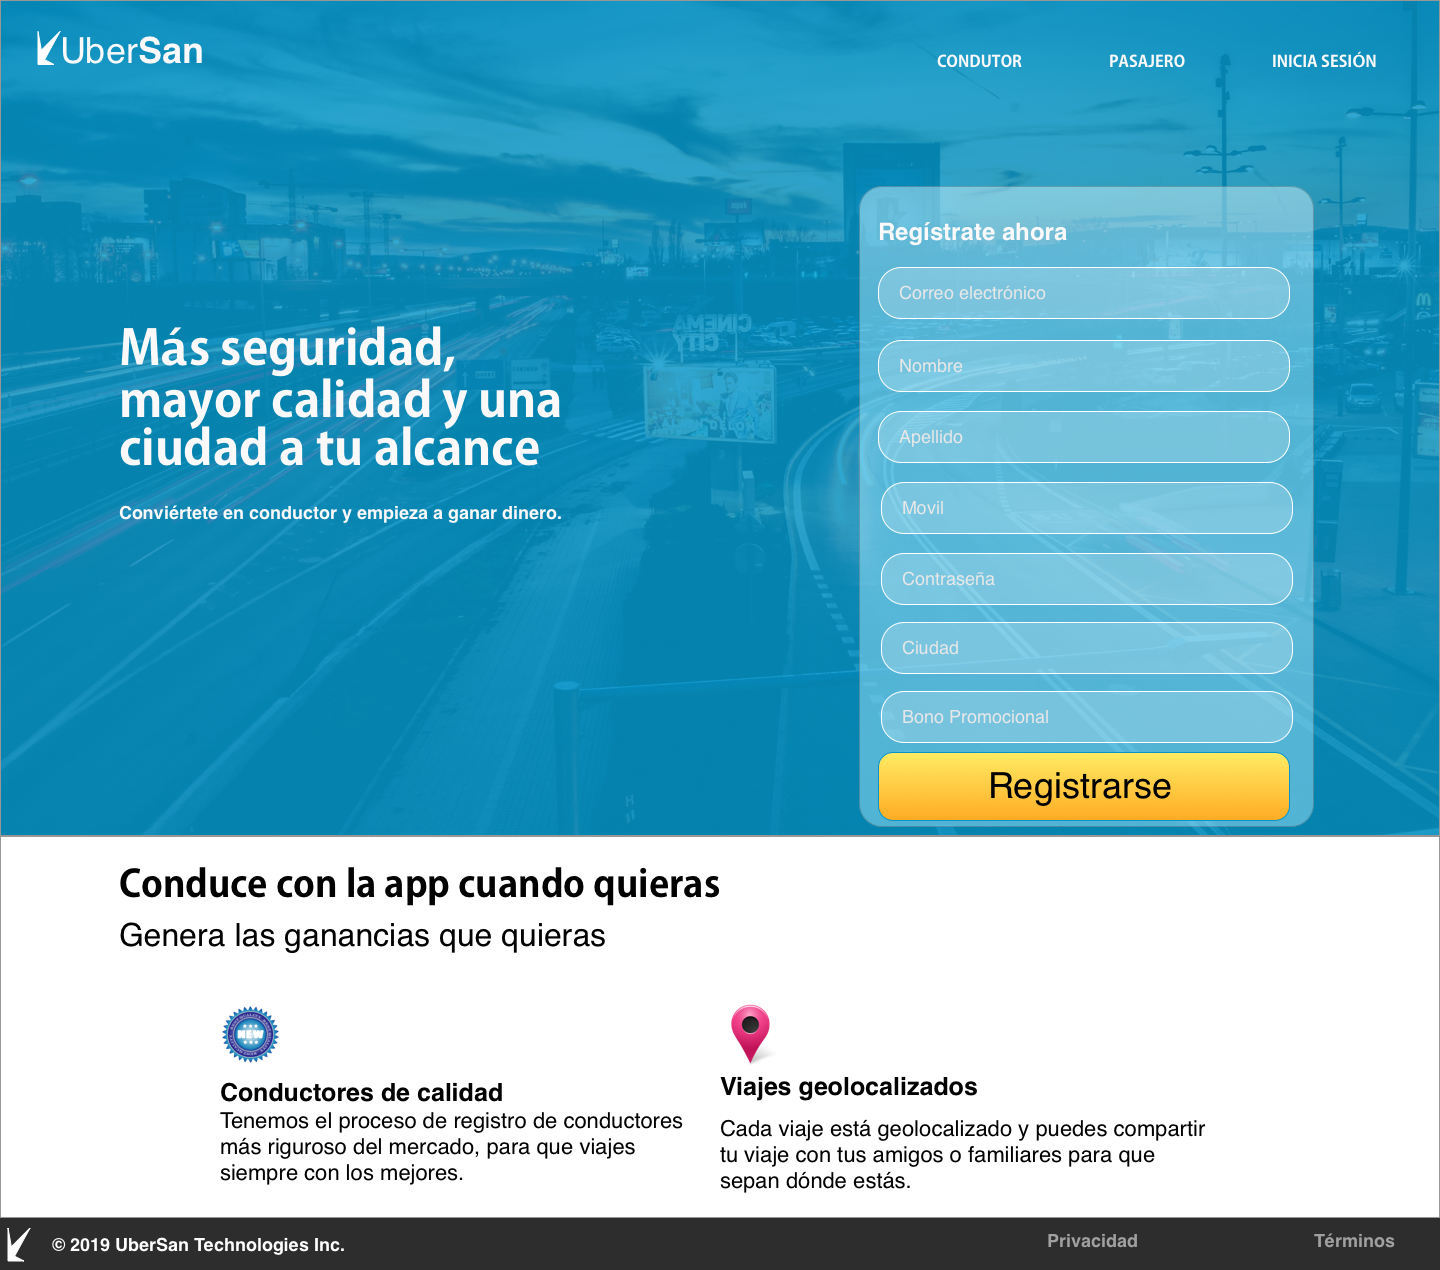 UberSan
CONDUTOR
PASAJERO
INICIA SESIÓN
Más seguridad,
mayor calidad y una
ciudad a tu alcance
Conviértete en conductor y empieza a ganar dinero.
CINEMA
CITY
Regístrate ahora
Correo electrónico
Nombre
Apellido
Movil
Contraseña
Ciudad
Bono Promocional
Registrarse
Conduce con la app cuando quieras
Genera las ganancias que quieras
NEW
Conductores de calidad
Tenemos el proceso de registro de conductores
más riguroso del mercado, para que viajes
siempre con los mejores.
Viajes geolocalizados
Cada viaje está geolocalizado y puedes compartir
tu viaje con tus amigos o familiares para que
sepan dónde estás.
© 2019 UberSan Technologies Inc.
Privacidad
Términos